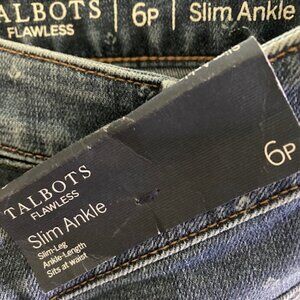 TALBOTS
FLAWLESS
6P
Slim Ankle
TALBOTS
FLAWLESS
Slim Ankle
Slim-Leg
Ankle-Length
Sits at waist
6P